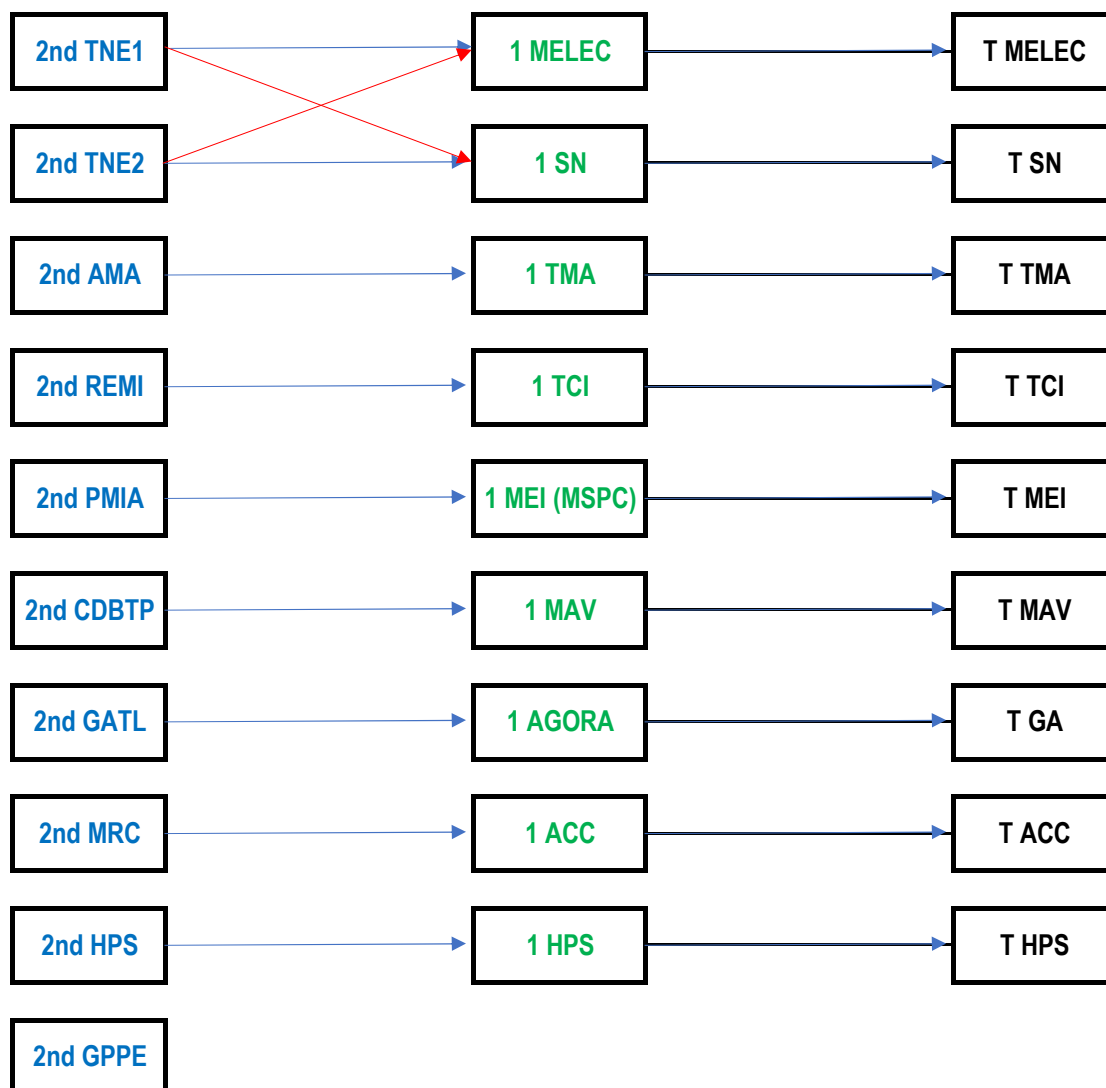 2nd TNE1
1 MELEC
T MELEC
2nd TNE2
1 SN
T SN
2nd AMA
1 TMA
T TMA
2nd REMI
1 TCI
T TCI
2nd PMIA
1 MEI (MSPC)
T MEI
2nd CDBTP
1 MAV
T MAV
2nd GATL
1 AGORA
T GA
2nd MRC
1 ACC
T ACC
2nd HPS
1 HPS
T HPS
2nd GPPE